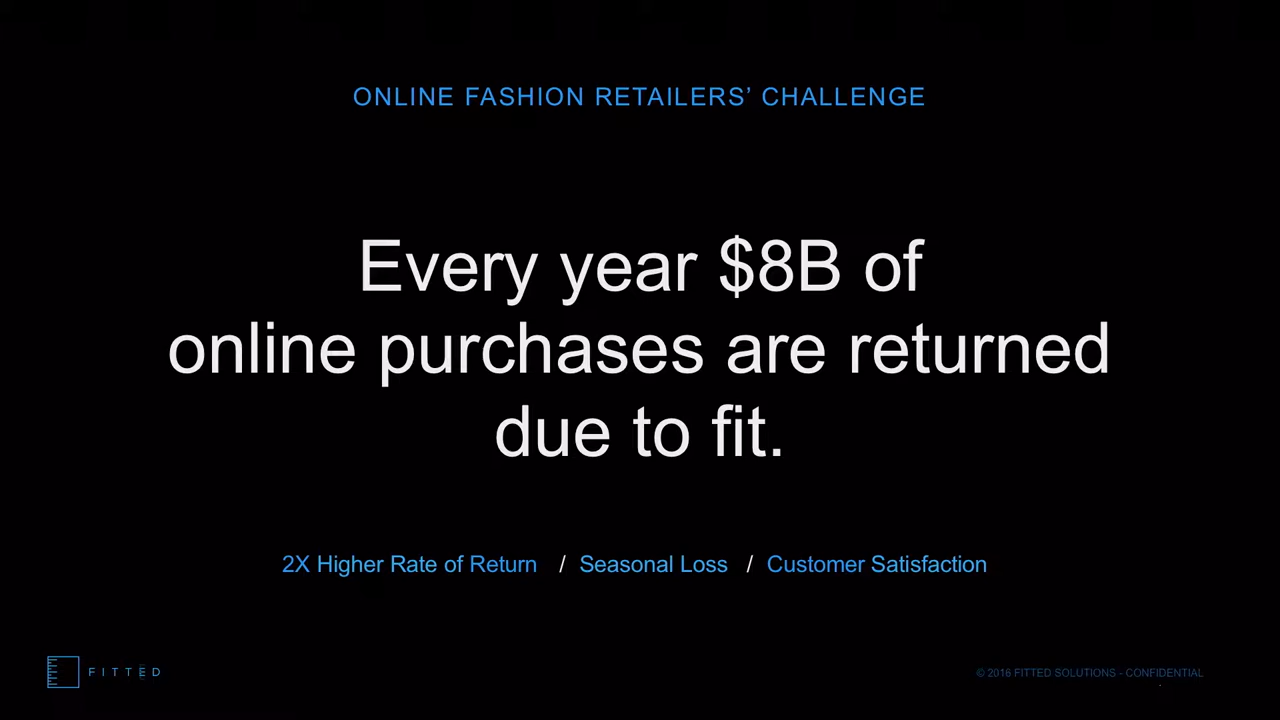 ONLINE FASHION RETAILERS’ CHALLENGE
Every year $8B of
online purchases are returned
due to fit.
2X Higher Rate of Return / Seasonal Loss / Customer Satisfaction
FITTED
© 2016 FITTED SOLUTIONS - CONFIDENTIAL